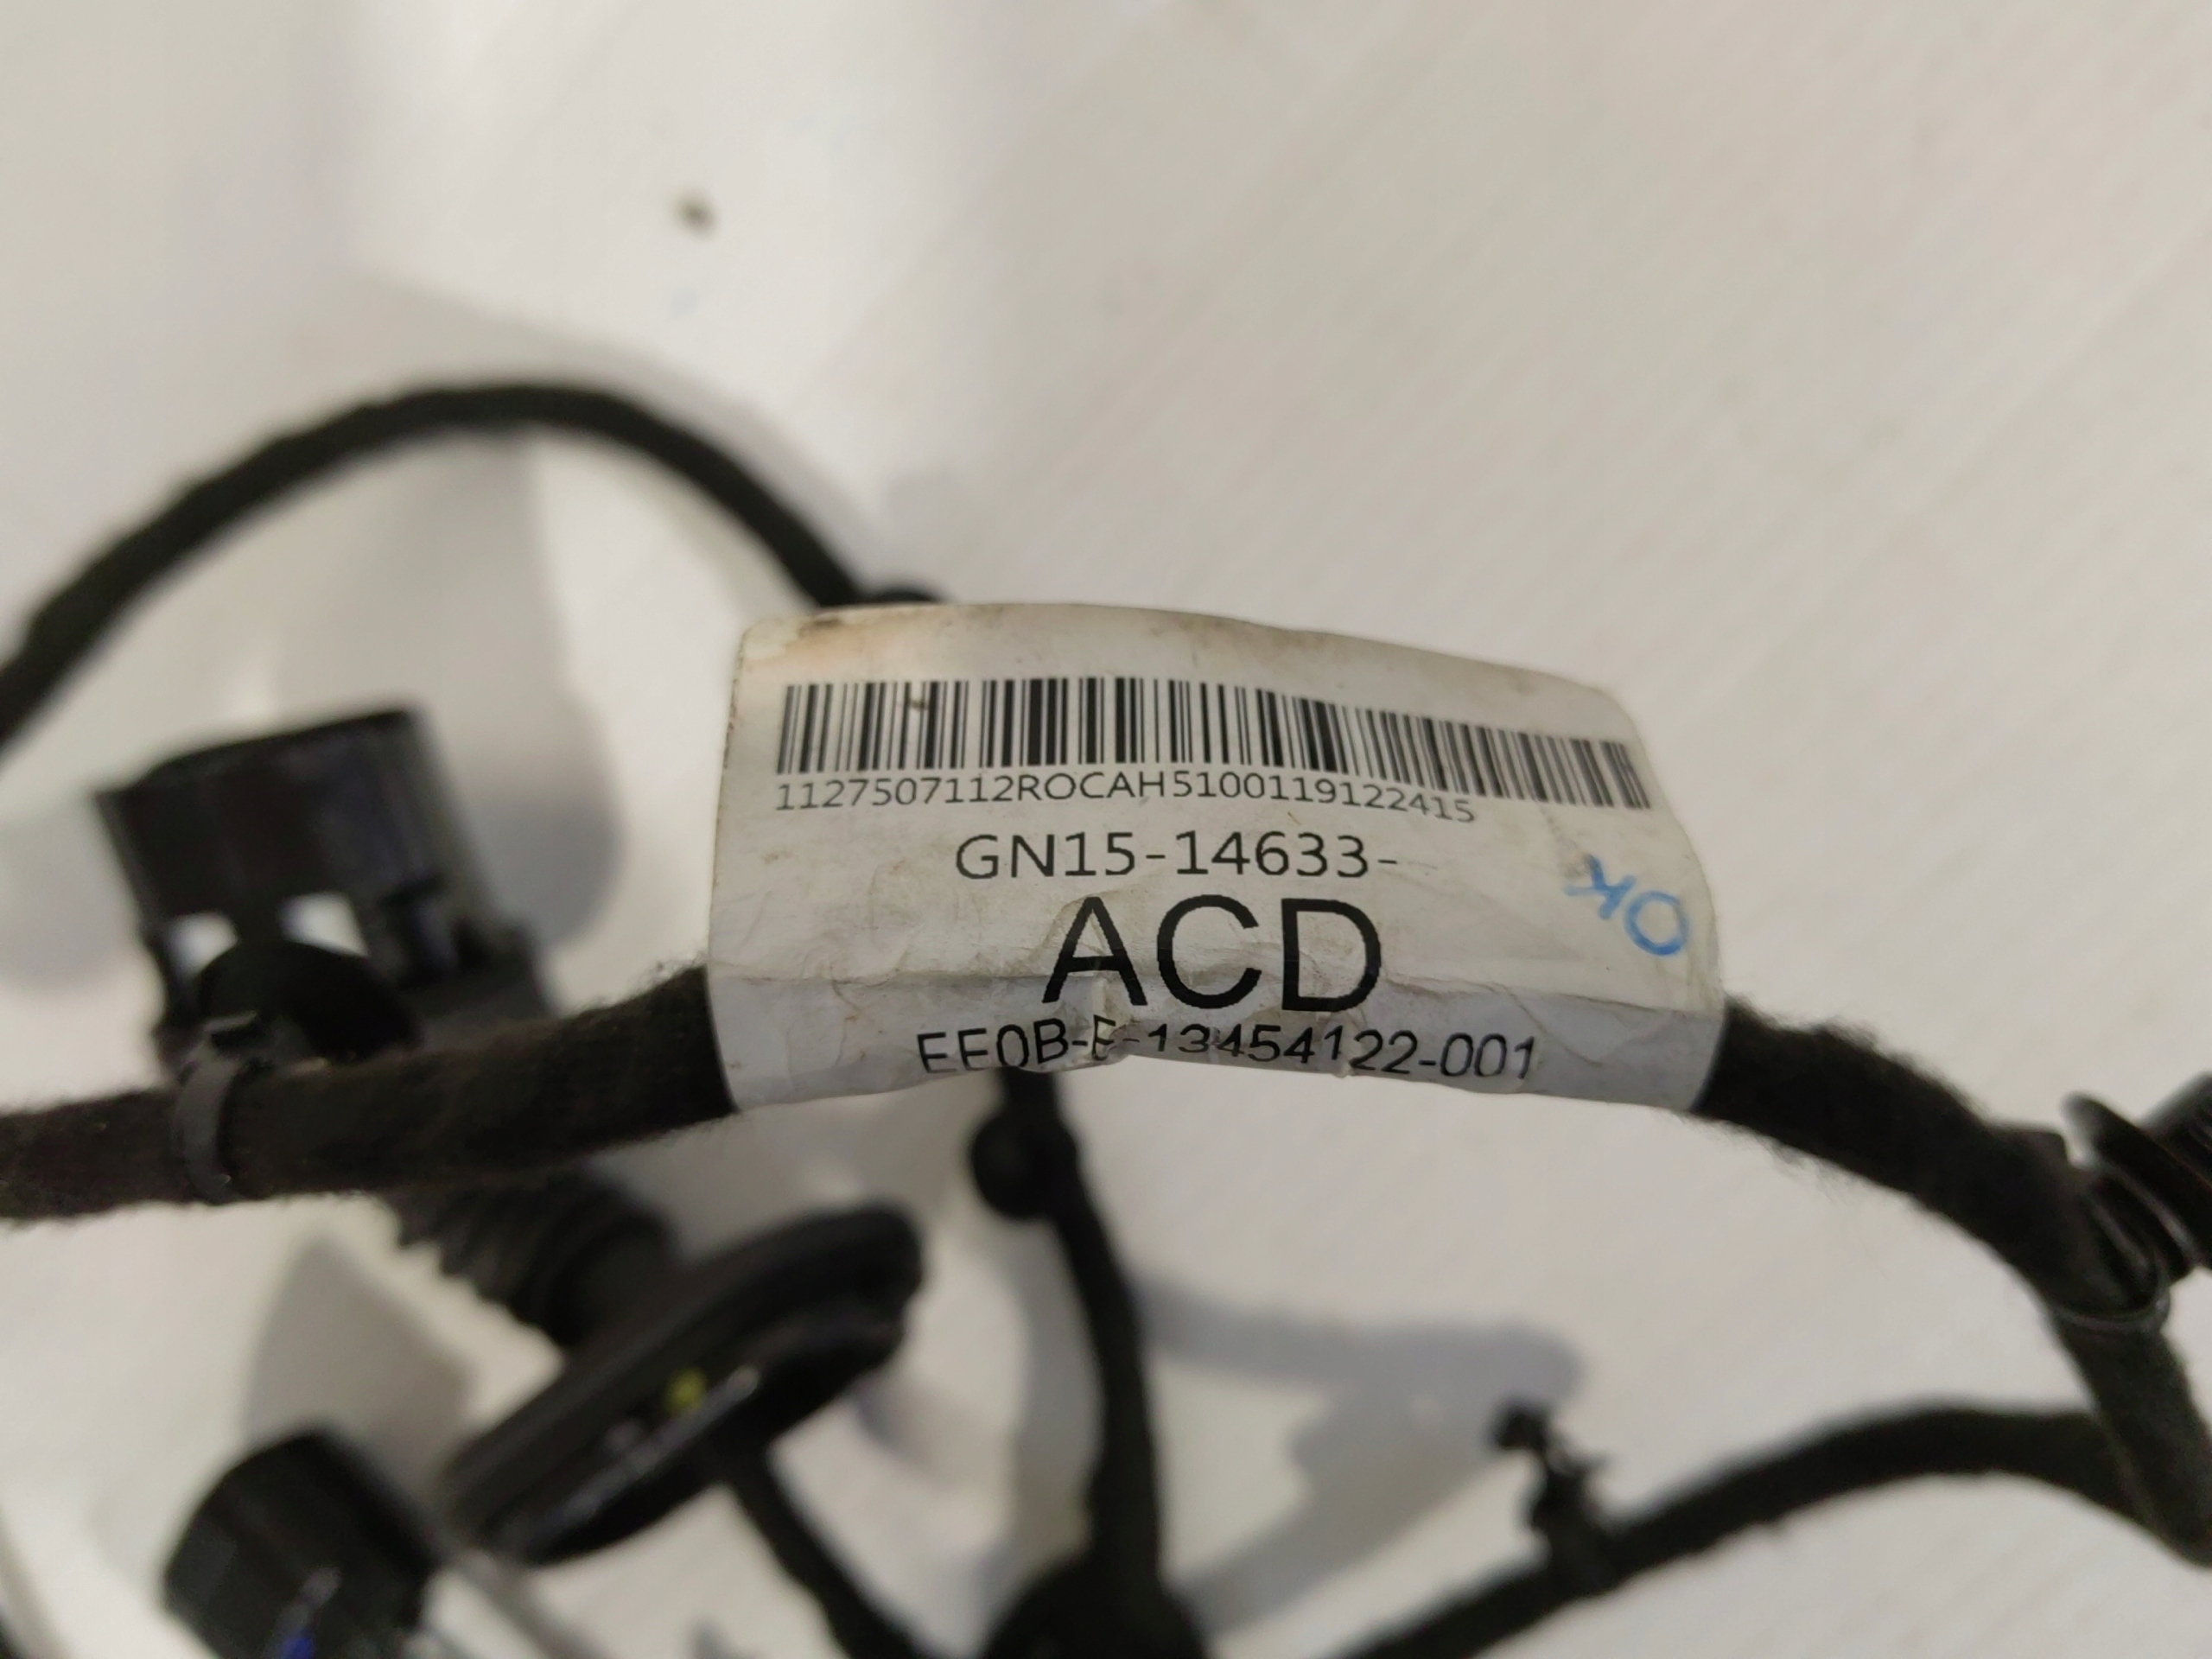 1127507112ROCAH5100119122415
GN15-14633-
ACD
OK
EE0B-E-13454122-001